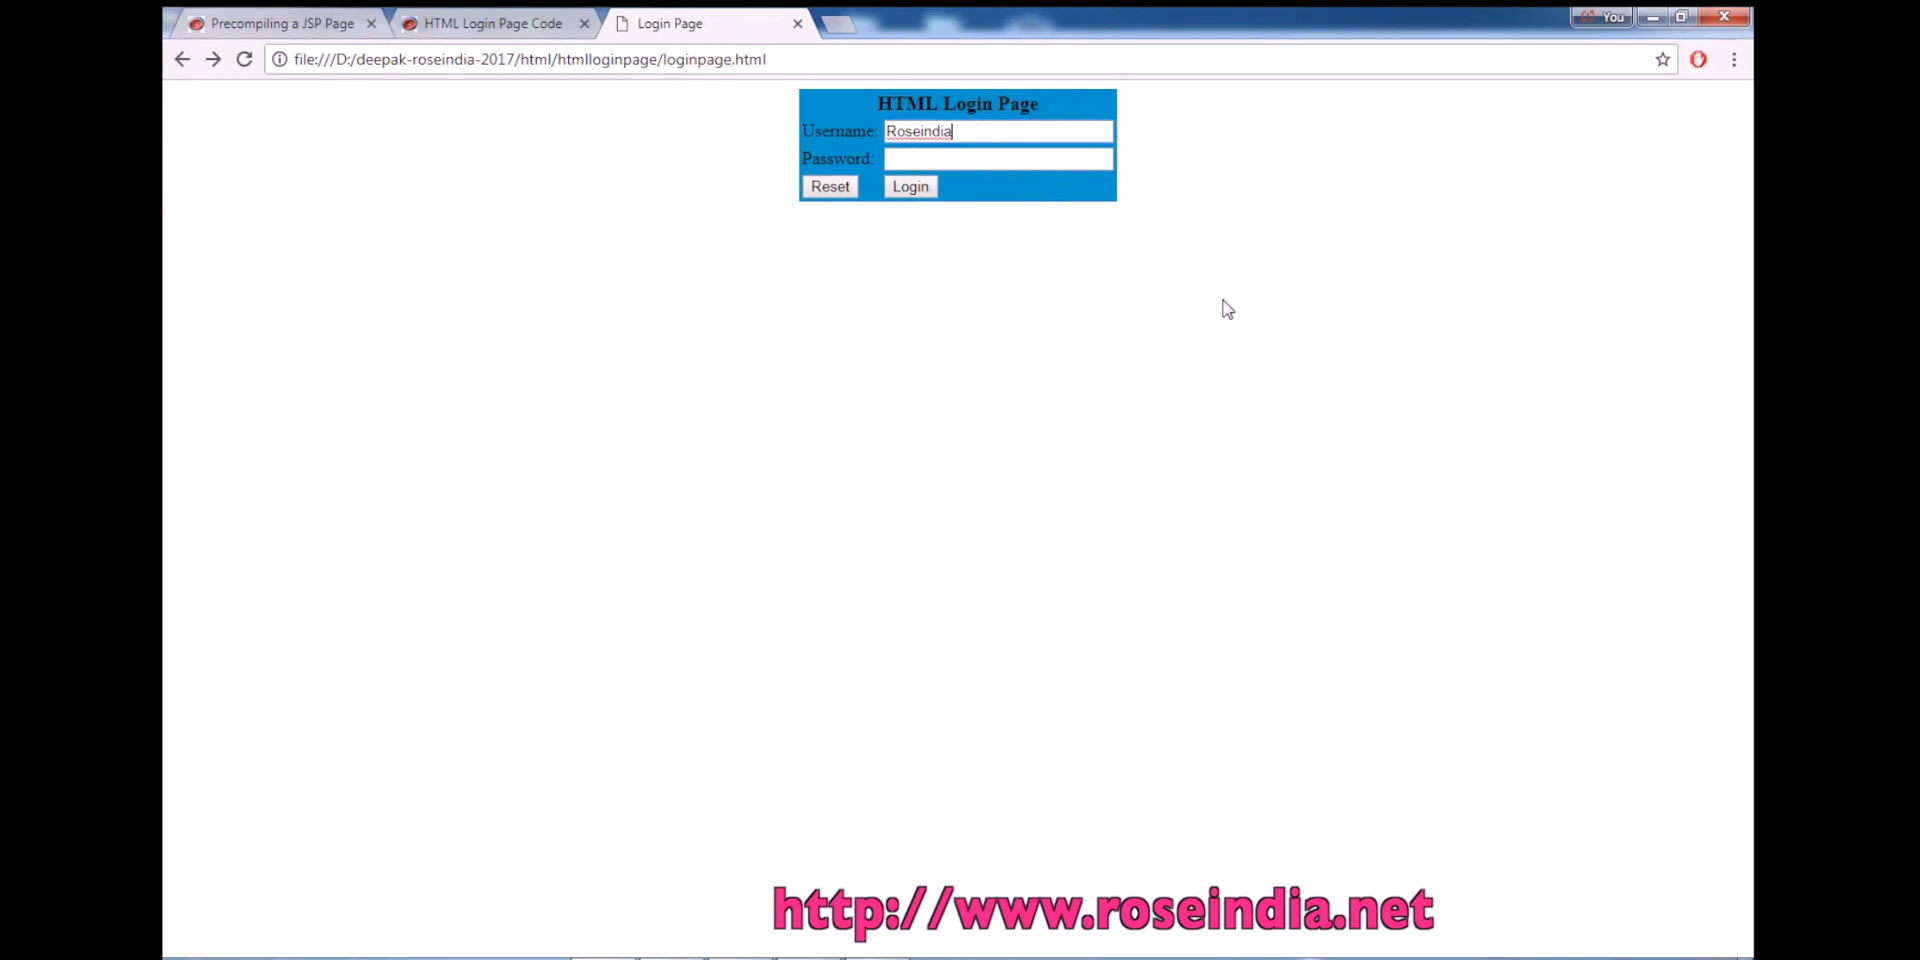 Precompiling a JSP Page
HTML Login Page Code
Login Page
You
file:///D:/deepak-roseindia-2017/html/htmlloginpage/loginpage.html
HTML Login Page
Username: Roseindia
Password:
Reset Login
http://www.roseindia.net